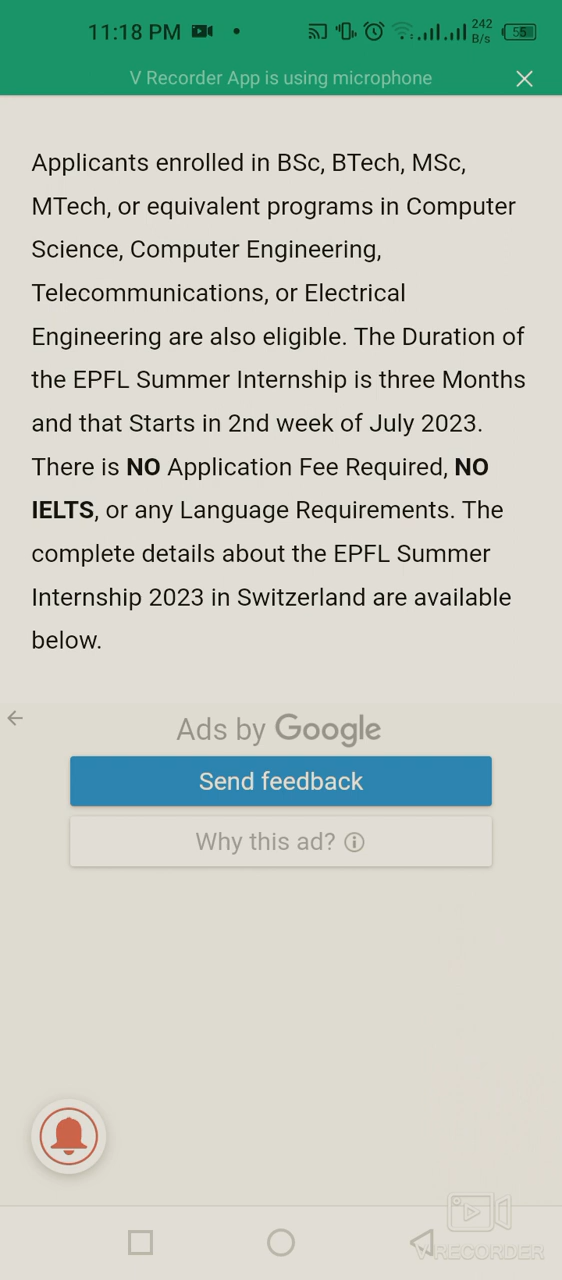 11:18 PM
242
B/s
V Recorder App is using microphone
Applicants enrolled in BSc, BTech, MSc,
MTech, or equivalent programs in Computer
Science, Computer Engineering,
Telecommunications, or Electrical
Engineering are also eligible. The Duration of
the EPFL Summer Internship is three Months
and that Starts in 2nd week of July 2023.
There is NO Application Fee Required, NO
IELTS, or any Language Requirements. The
complete details about the EPFL Summer
Internship 2023 in Switzerland are available
below.
Ads by Google
Send feedback
Why this ad?
V RECORDER